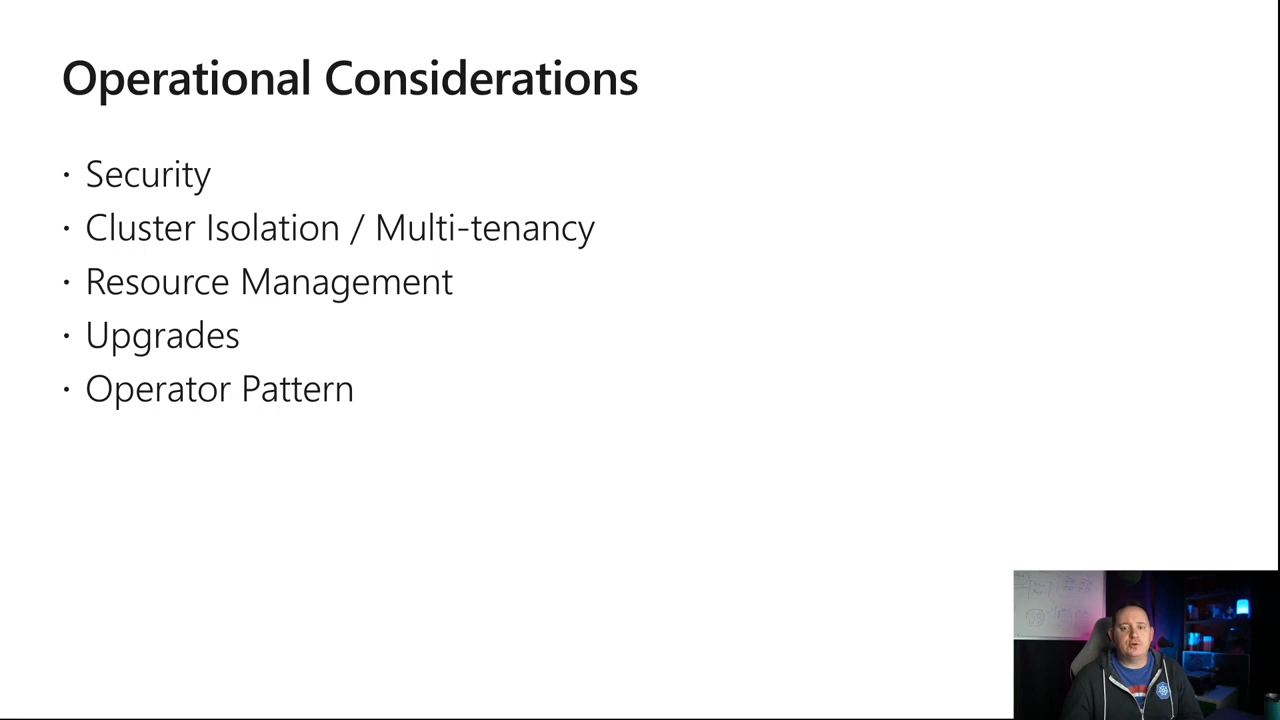 Operational Considerations
· Security
· Cluster Isolation / Multi-tenancy
· Resource Management
· Upgrades
· Operator Pattern